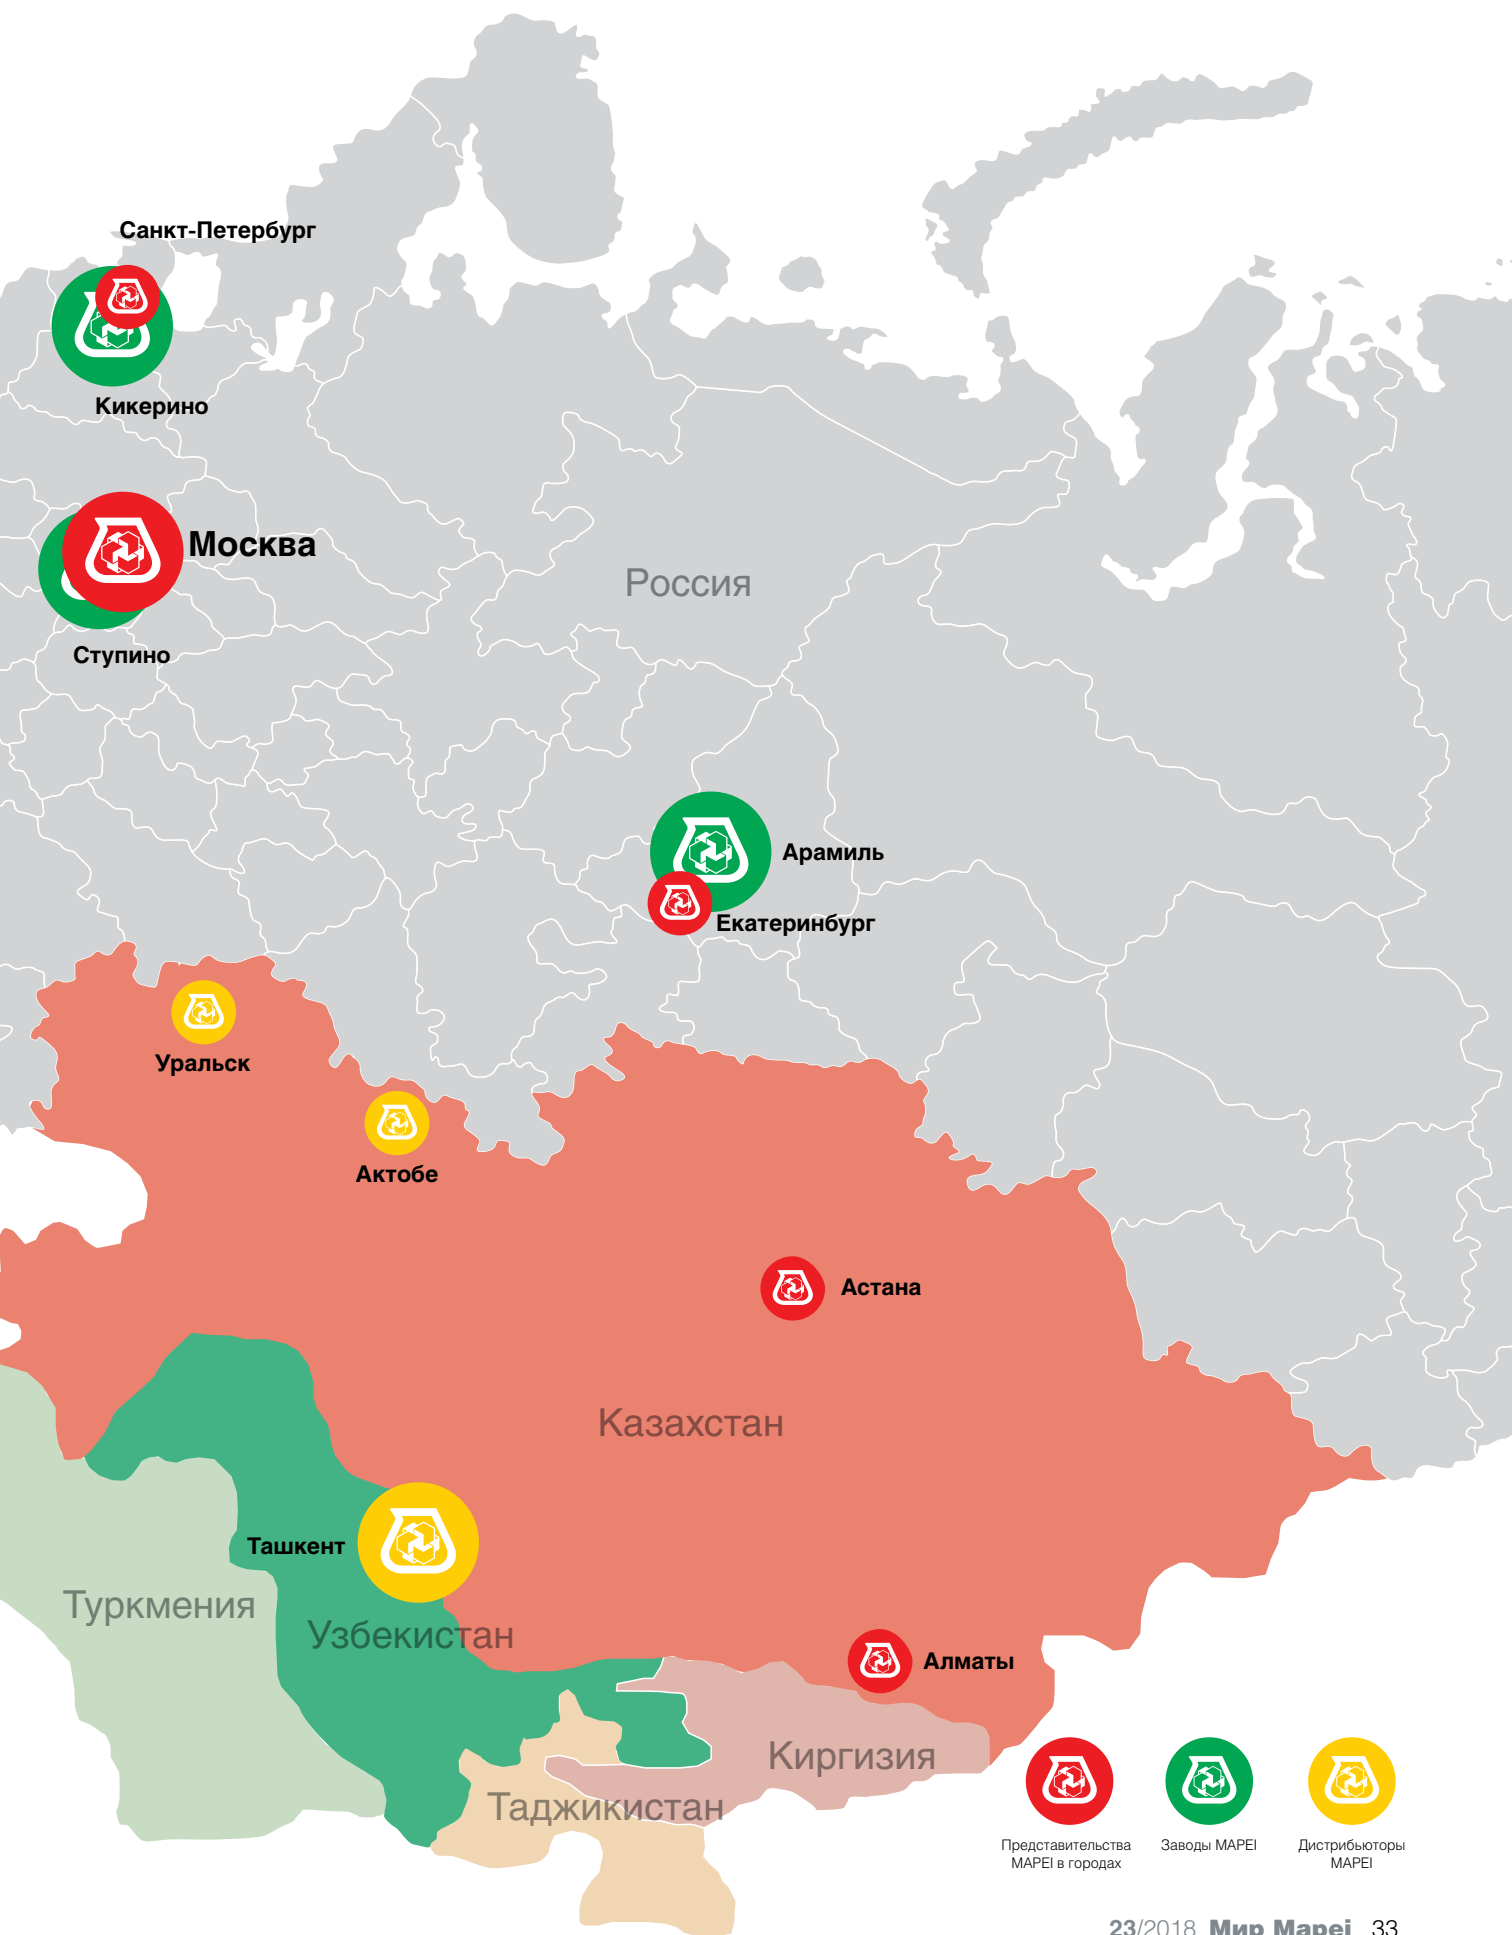 Санкт-Петербург
Кикерино
Москва
Россия
Ступино
Арамиль
Екатеринбург
Уральск
Актобе
Астана
Казахстан
Ташкент
Туркмения
Узбекистан
Алматы
Киргизия
Таджикистан
Представительства
MAPEI в городах
Заводы MAPEI
Дистрибьюторы
MAPEI
23/2018 Мир Mapei 33